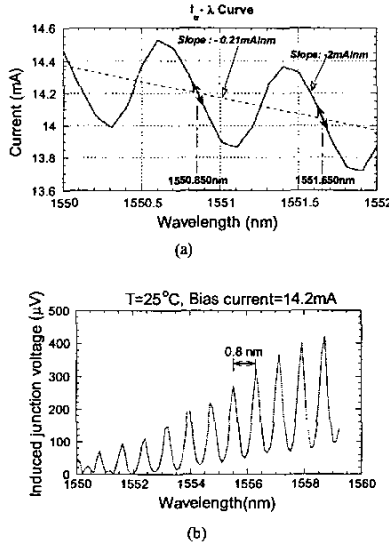 I_tr - λ Curve
Slope: -0.21mA/nm
Slope: -2mA/nm
14.6
14.4
14.2
14
13.8
13.6
Current (mA)
1550.850nm
1551.650nm
1550
1550.5
1551
1551.5
1552
Wavelength (nm)
(a)
T=25°C, Bias current=14.2mA
500
400
300
200
100
0
Induced junction voltage (μV)
0.8 nm
1550
1552
1554
1556
1558
1560
Wavelength(nm)
(b)